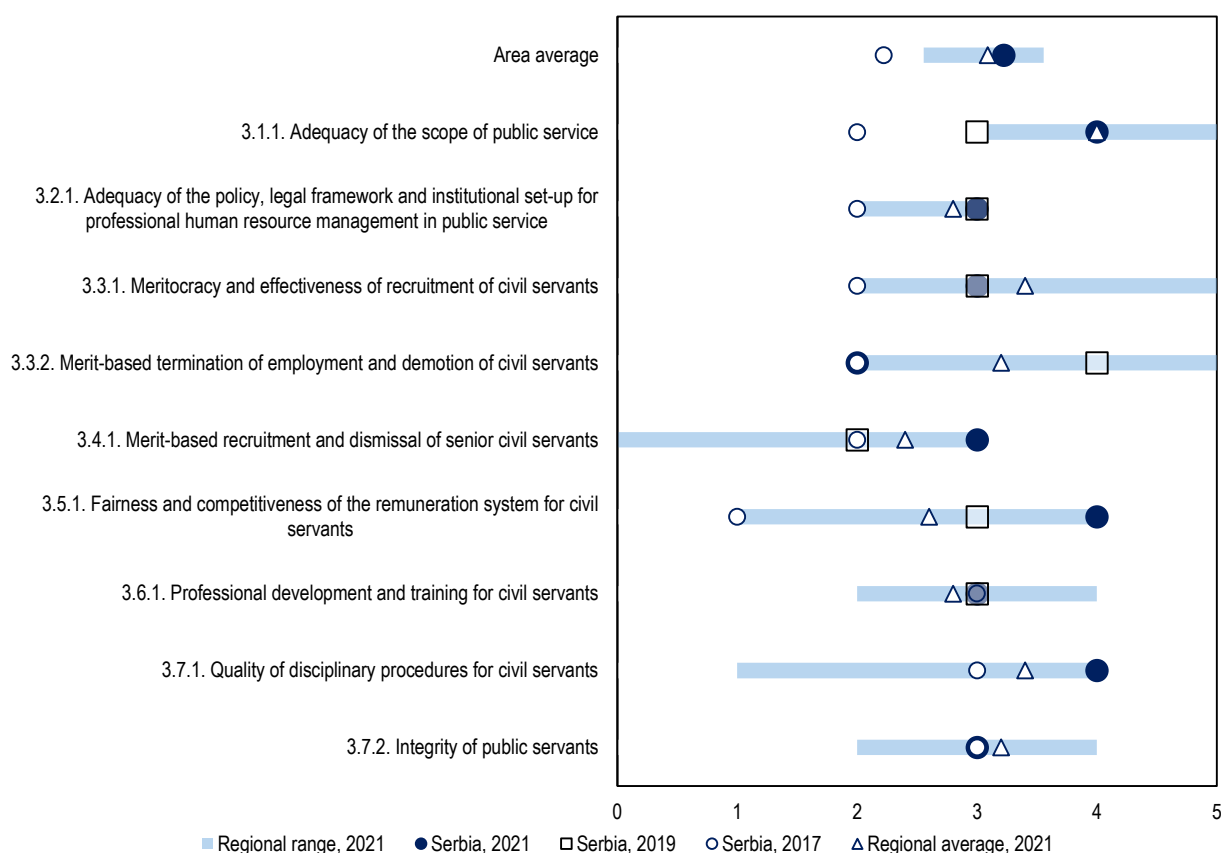 Area average
3.1.1. Adequacy of the scope of public service
3.2.1. Adequacy of the policy, legal framework and institutional set-up for
professional human resource management in public service
3.3.1. Meritocracy and effectiveness of recruitment of civil servants
3.3.2. Merit-based termination of employment and demotion of civil servants
3.4.1. Merit-based recruitment and dismissal of senior civil servants
3.5.1. Fairness and competitiveness of the remuneration system for civil
servants
3.6.1. Professional development and training for civil servants
3.7.1. Quality of disciplinary procedures for civil servants
3.7.2. Integrity of public servants
0 1 2 3 4 5
Regional range, 2021 Serbia, 2021 Serbia, 2019 Serbia, 2017 Regional average, 2021